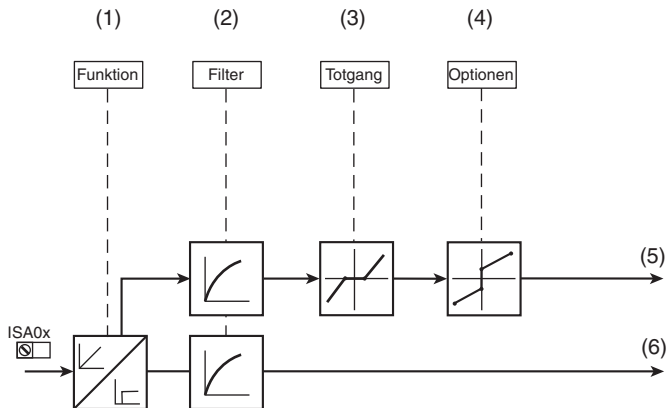 (1) (2) (3) (4)
Funktion Filter Totgang Optionen
(5)
ISA0x
(6)